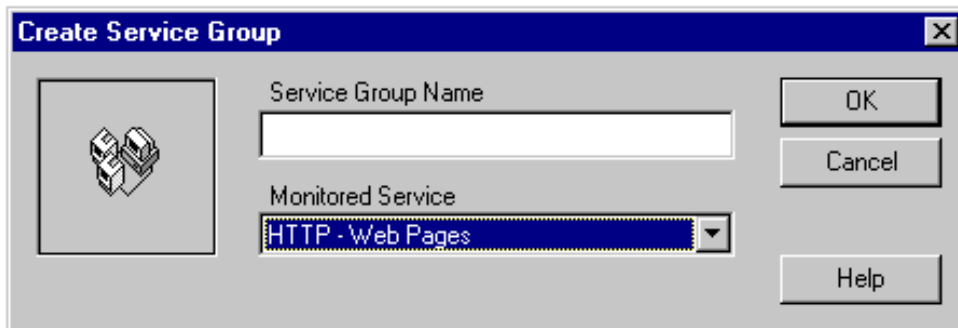 Create Service Group
Service Group Name
OK
Cancel
Monitored Service
HTTP - Web Pages
Help